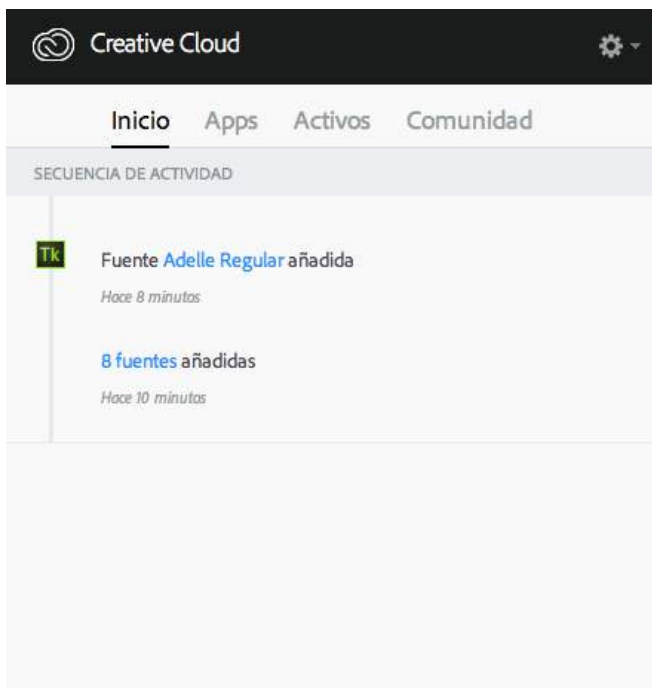 Creative Cloud
Inicio Apps Activos Comunidad
SECUENCIA DE ACTIVIDAD
Tk
Fuente Adelle Regular añadida
Hace 8 minutos
8 fuentes añadidas
Hace 10 minutos